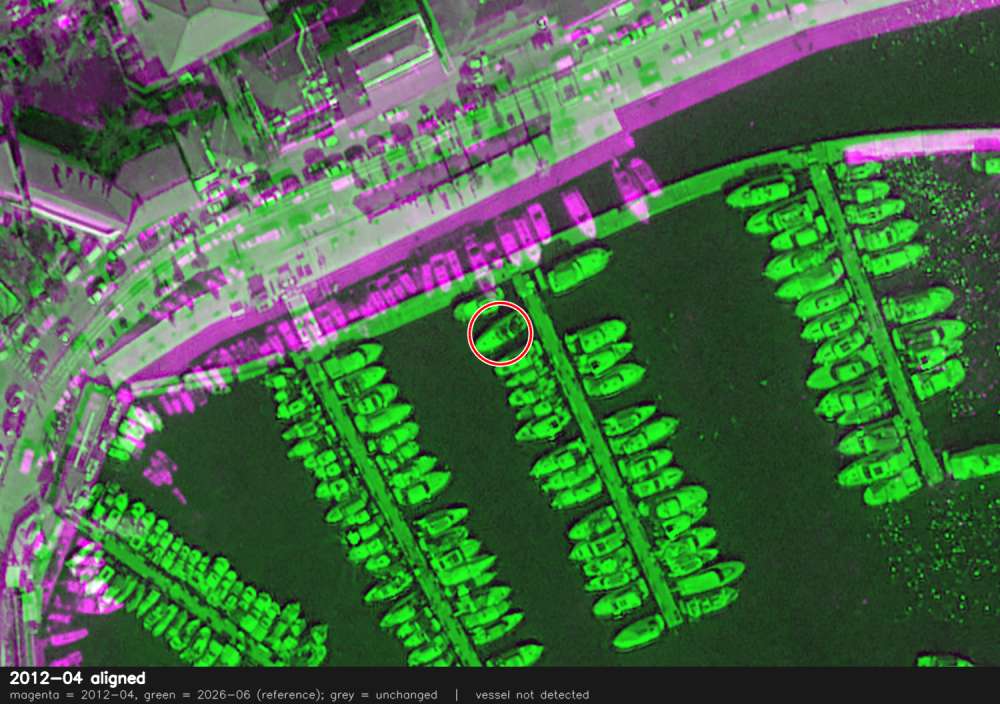 2012-04 aligned
magenta = 2012-04, green = 2026-06 (reference); grey = unchanged | vessel not detected